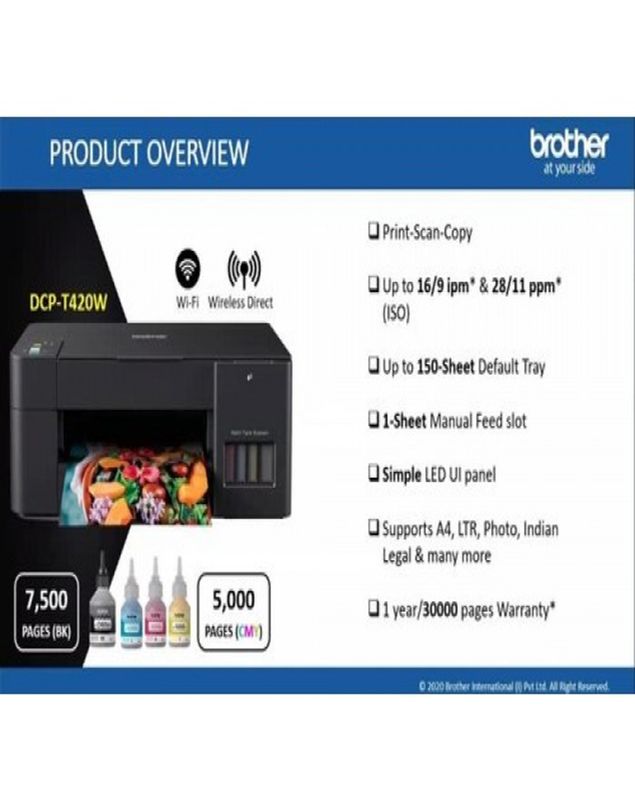 PRODUCT OVERVIEW
brother
at your side
DCP-T420W
Wi-Fi Wireless Direct
Print-Scan-Copy
Up to 16/9 ipm* & 28/11 ppm*
(ISO)
Up to 150-Sheet Default Tray
1-Sheet Manual Feed slot
Simple LED UI panel
Supports A4, LTR, Photo, Indian
Legal & many more
1 year/30000 pages Warranty*
7,500
PAGES (BK)
5,000
PAGES (CMY)
© 2020 Brother International (I) Pvt Ltd. All Right Reserved.